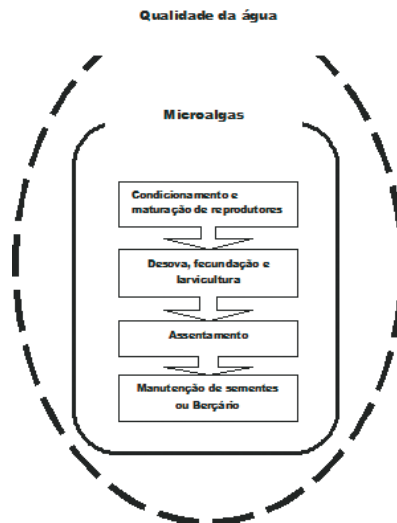 Qualidade da água
Microalgas
Condicionamento e
maturação de reprodutores
Desova, fecundação e
larvicultura
Assentamento
Manutenção de sementes
ou Berçário